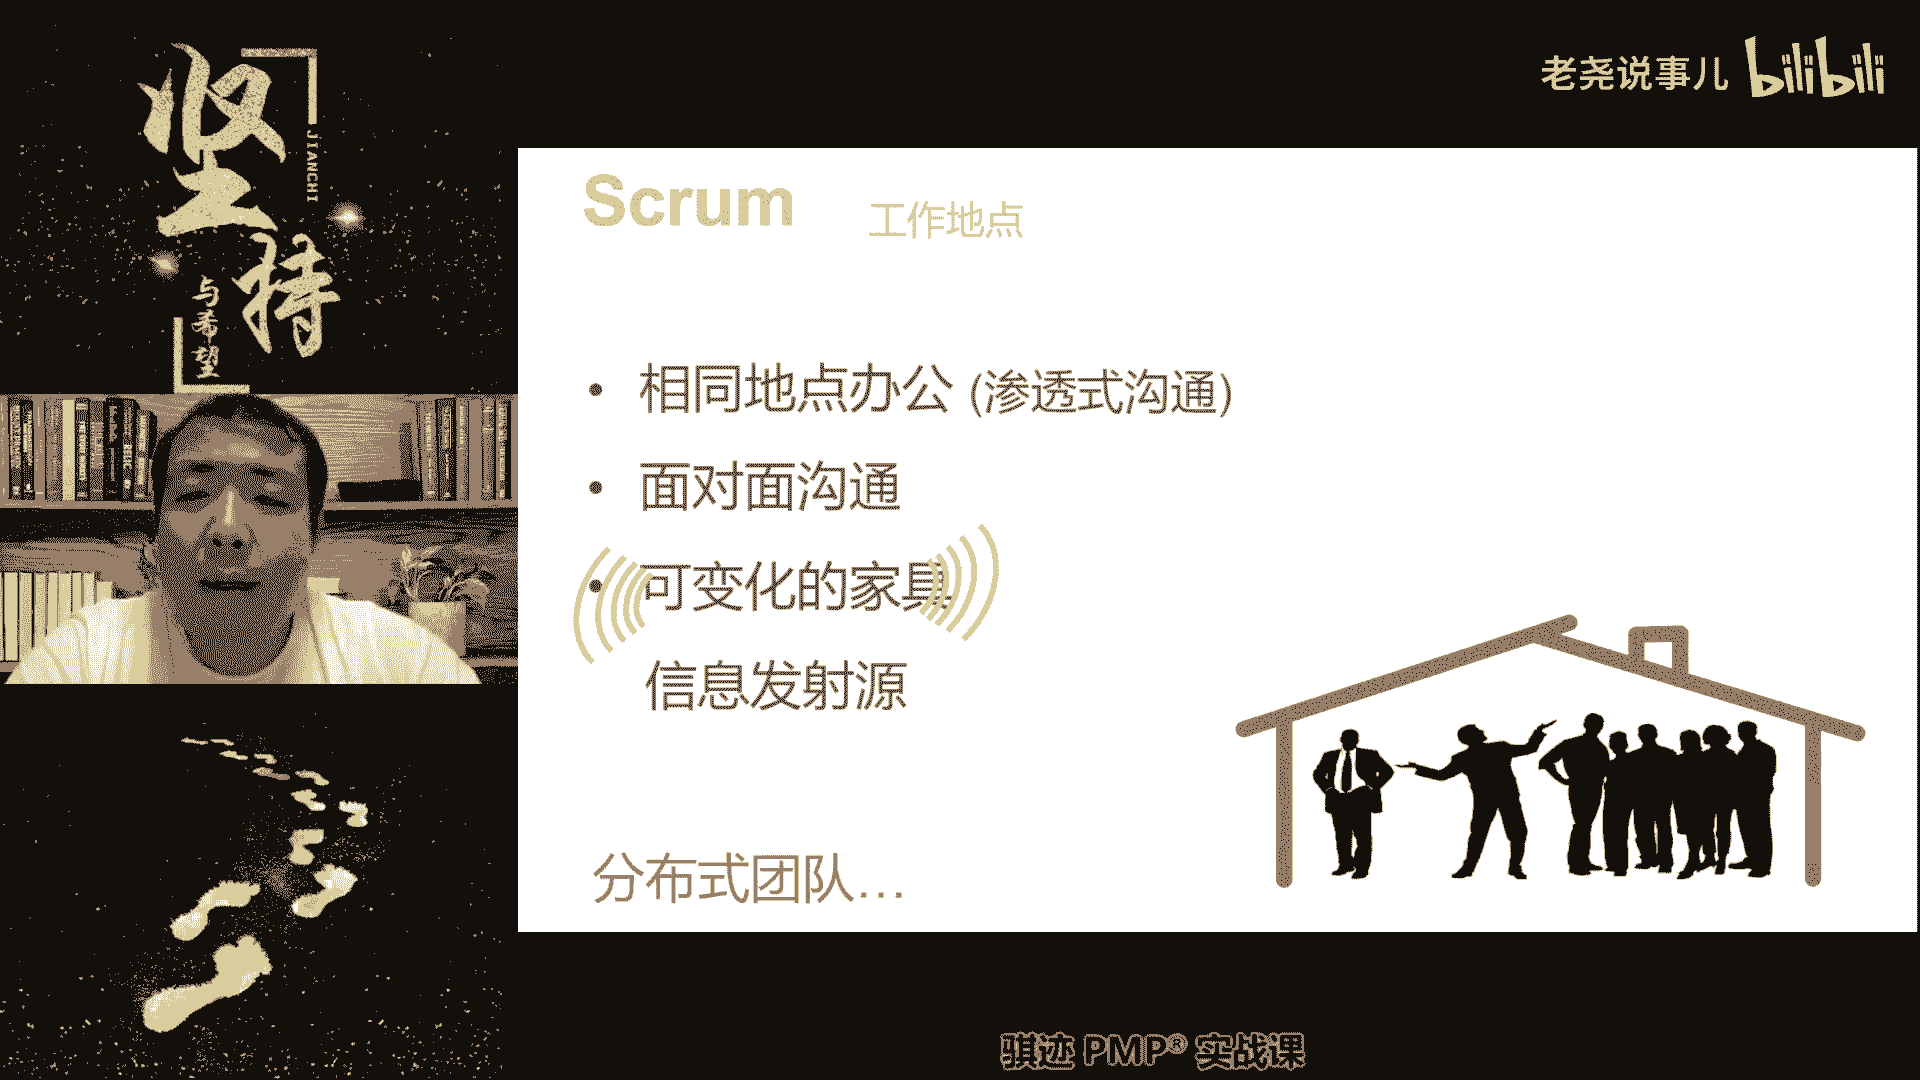 坚持
JIANCHI
与希望
老尧说事儿 bilibili
Scrum 工作地点
• 相同地点办公 (渗透式沟通)
• 面对面沟通
• 可变化的家具
信息发射源
分布式团队…
骐迹 PMP® 实战课